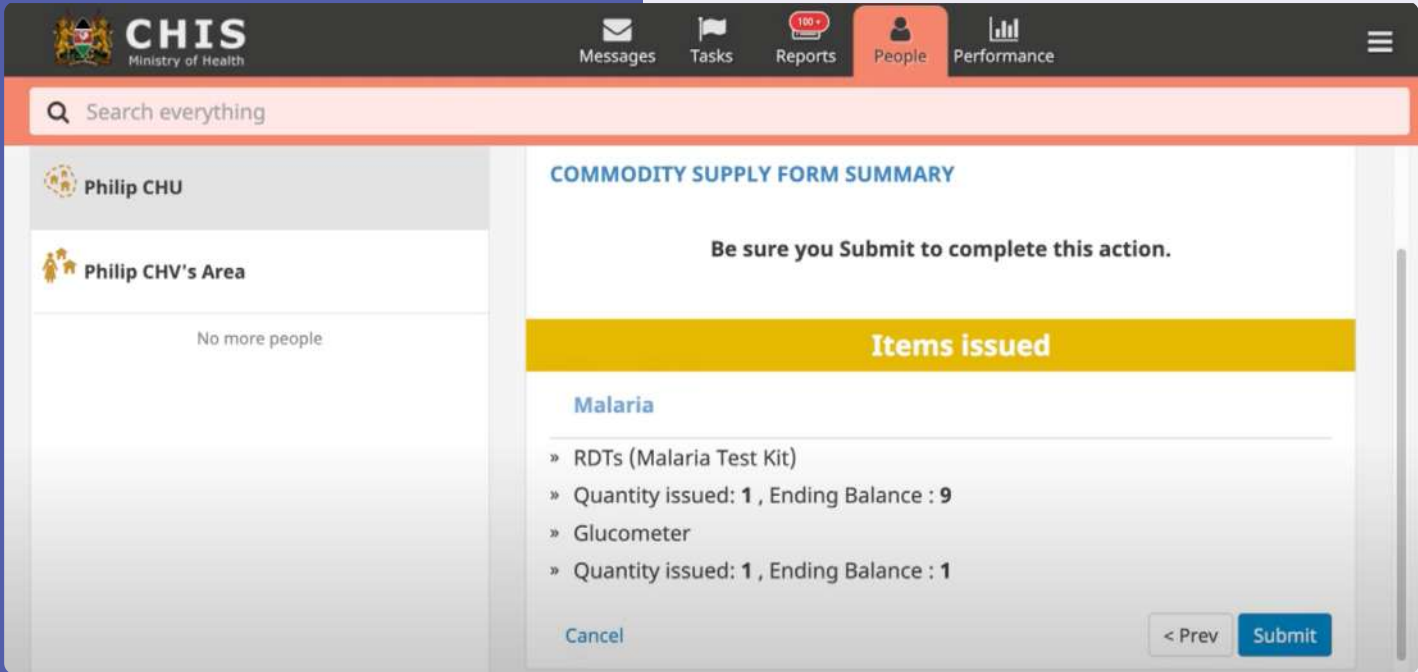 CHIS
Ministry of Health
Messages
Tasks
100+
Reports
People
Performance
Search everything
Philip CHU
Philip CHV's Area
No more people
COMMODITY SUPPLY FORM SUMMARY
Be sure you Submit to complete this action.
Items issued
Malaria
» RDTs (Malaria Test Kit)
» Quantity issued: 1 , Ending Balance : 9
» Glucometer
» Quantity issued: 1 , Ending Balance : 1
Cancel
< Prev
Submit